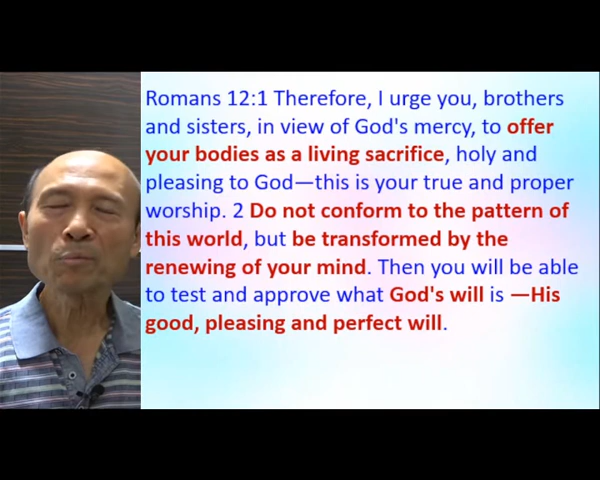 Romans 12:1 Therefore, I urge you, brothers
and sisters, in view of God's mercy, to offer
your bodies as a living sacrifice, holy and
pleasing to God—this is your true and proper
worship. 2 Do not conform to the pattern of
this world, but be transformed by the
renewing of your mind. Then you will be able
to test and approve what God's will is —His
good, pleasing and perfect will.